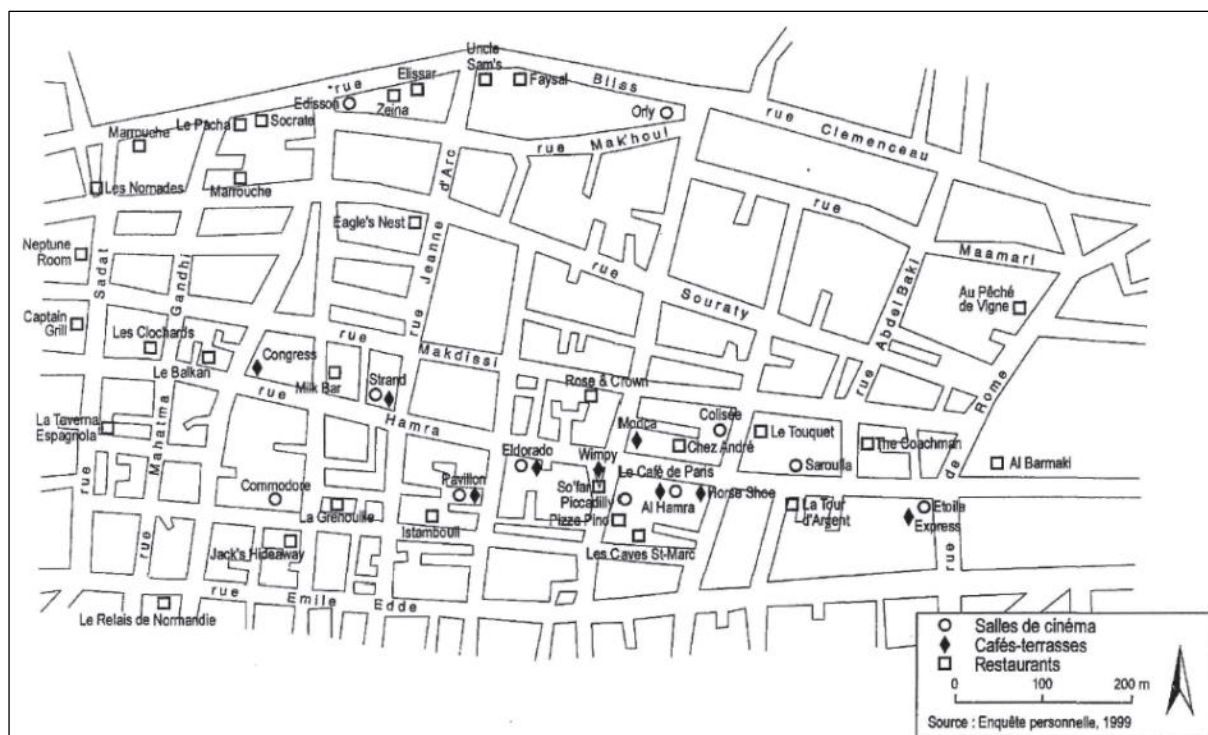 Uncle
Sam's
Faysal
Elissar
Zeina
Edisson
rue Bliss
Orly
rue Clemenceau
Le Pacha
Socrate
Marrouche
rue Mak'houl
Marrouche
Les Nomades
Eagle's Nest
rue Jeanne d'Arc
rue Maamari
Neptune
Room
rue Sadat
rue Mahatma Gandhi
rue Souraty
rue Abdel Baki
Au Pêché
de Vigne
Captain
Grill
Les Clochards
Le Balkan
Congress
Milk Bar
Strand
rue Makdissi
Rose & Crown
rue de Rome
La Taverna
Espagnola
rue Hamra
Eldorado
Wimpy
Modca
Colisée
Chez André
Le Touquet
The Coachman
Saroulla
Al Barmaki
Commodore
La Grenouille
Pavillon
Istambouli
So'far
Piccadilly
Pizza Pino
Le Café de Paris
Al Hamra
Horse Shoe
Les Caves St-Marc
La Tour
d'Argent
Etoile
Express
Jack's Hideaway
Le Relais de Normandie
rue Emile Edde
Salles de cinéma
Cafés-terrasses
Restaurants
0 100 200 m
Source : Enquête personnelle, 1999